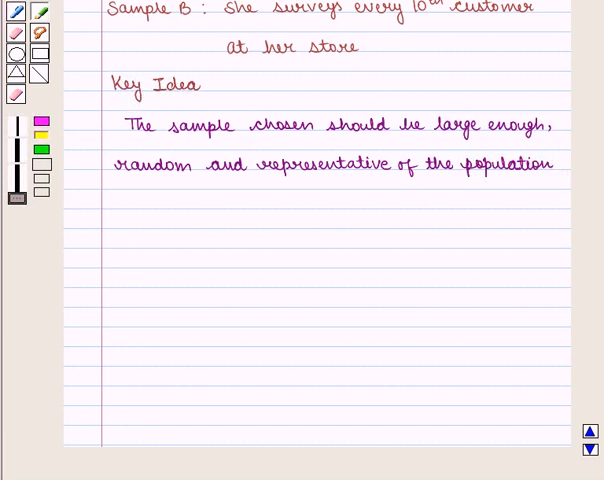 Sample B : She surveys every 10th customer
at her store
Key Idea
The sample chosen should be large enough,
random and representative of the population